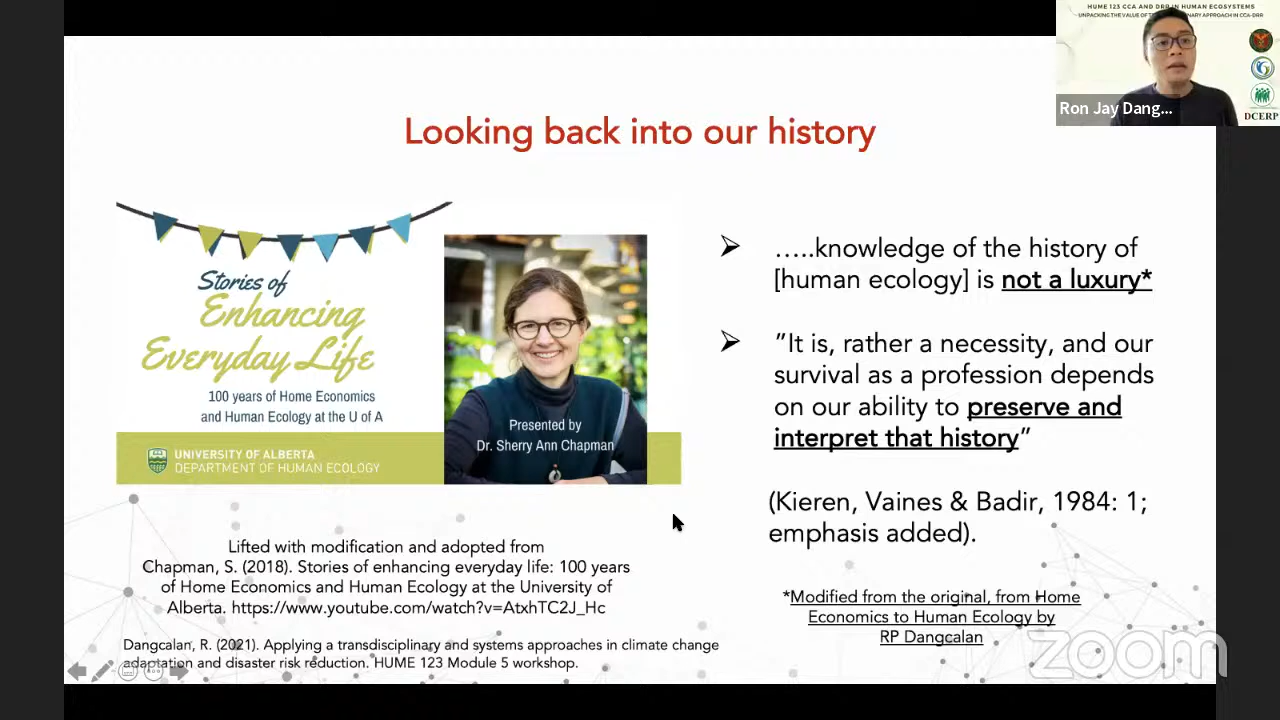 HUME 123 CCA AND DRR IN HUMAN ECOSYSTEMS
Ron Jay Dang...
DCERP
Looking back into our history
Stories of
Enhancing
Everyday Life
100 years of Home Economics
and Human Ecology at the U of A
UNIVERSITY OF ALBERTA
DEPARTMENT OF HUMAN ECOLOGY
Presented by
Dr. Sherry Ann Chapman
…..knowledge of the history of
[human ecology] is not a luxury*
”It is, rather a necessity, and our
survival as a profession depends
on our ability to preserve and
interpret that history”
(Kieren, Vaines & Badir, 1984: 1;
emphasis added).
Lifted with modification and adopted from
Chapman, S. (2018). Stories of enhancing everyday life: 100 years
of Home Economics and Human Ecology at the University of
Alberta. https://www.youtube.com/watch?v=AtxhTC2J_Hc
*Modified from the original, from Home
Economics to Human Ecology by
RP Dangcalan
Dangcalan, R. (2021). Applying a transdisciplinary and systems approaches in climate change
adaptation and disaster risk reduction. HUME 123 Module 5 workshop.
zoom